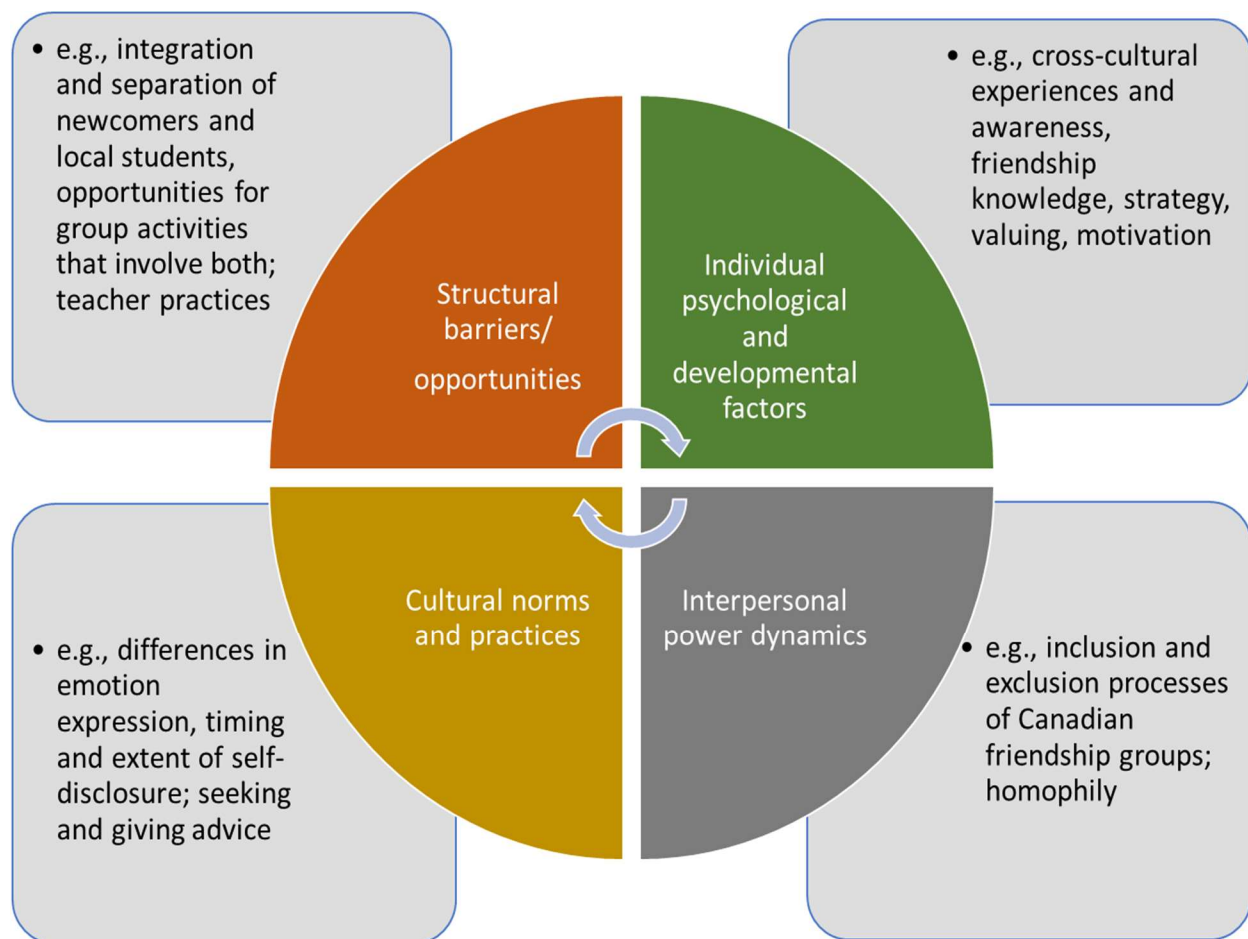 • e.g., integration
and separation of
newcomers and
local students,
opportunities for
group activities
that involve both;
teacher practices
• e.g., cross-cultural
experiences and
awareness,
friendship
knowledge, strategy,
valuing, motivation
Structural
barriers/
opportunities
Individual
psychological
and
developmental
factors
Cultural norms
and practices
Interpersonal
power dynamics
• e.g., differences in
emotion
expression, timing
and extent of self-
disclosure; seeking
and giving advice
• e.g., inclusion and
exclusion processes
of Canadian
friendship groups;
homophily